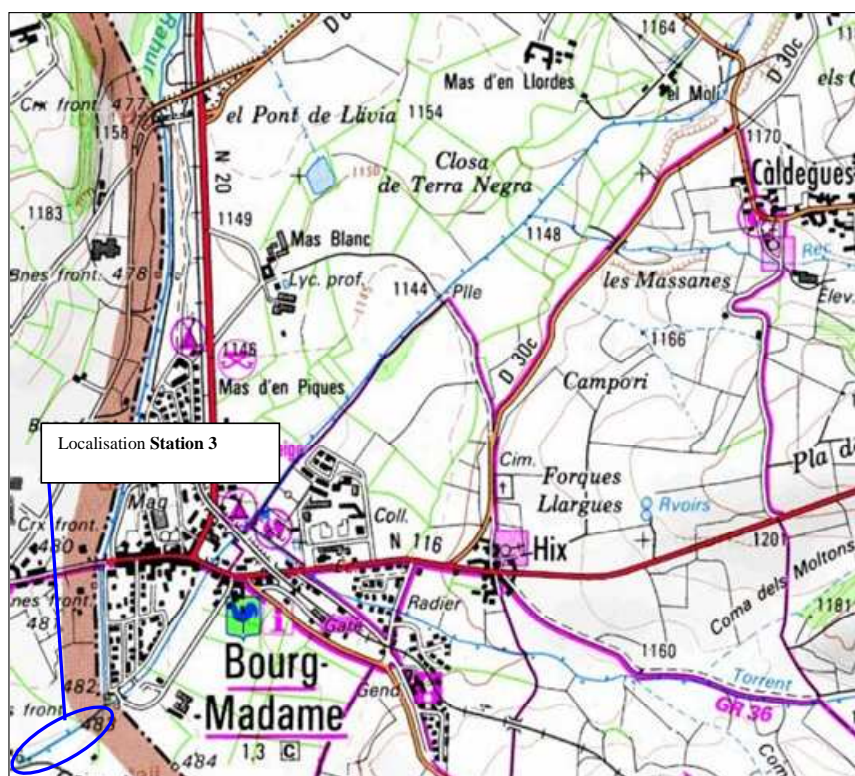 Rahur
D 30c
1164
Mas d'en Llordes
el Moli
els
Crx front. 477
1158
el Pont de Llivia
1154
1170
N 20
1150
Closa
de Terra Negra
Caldegues
1183
1149
Mas Blanc
1148
Rec
Bnes front. 478
Lyc. prof.
1145
1144
Plle
les Massanes
Elev.
1146
1166
Mas d'en Piques
D 30c
Campori
Localisation Station 3
Cim.
Forques
Llargues
Pla d
Mag
Coll.
Rvoirs
Crx front.
480
N 116
Hix
1201
Coma dels Moltons
Radier
1181
Gare
1160
Bourg-
-Madame
Gend
Torrent
GR 36
482
front
483
484
1,3 C